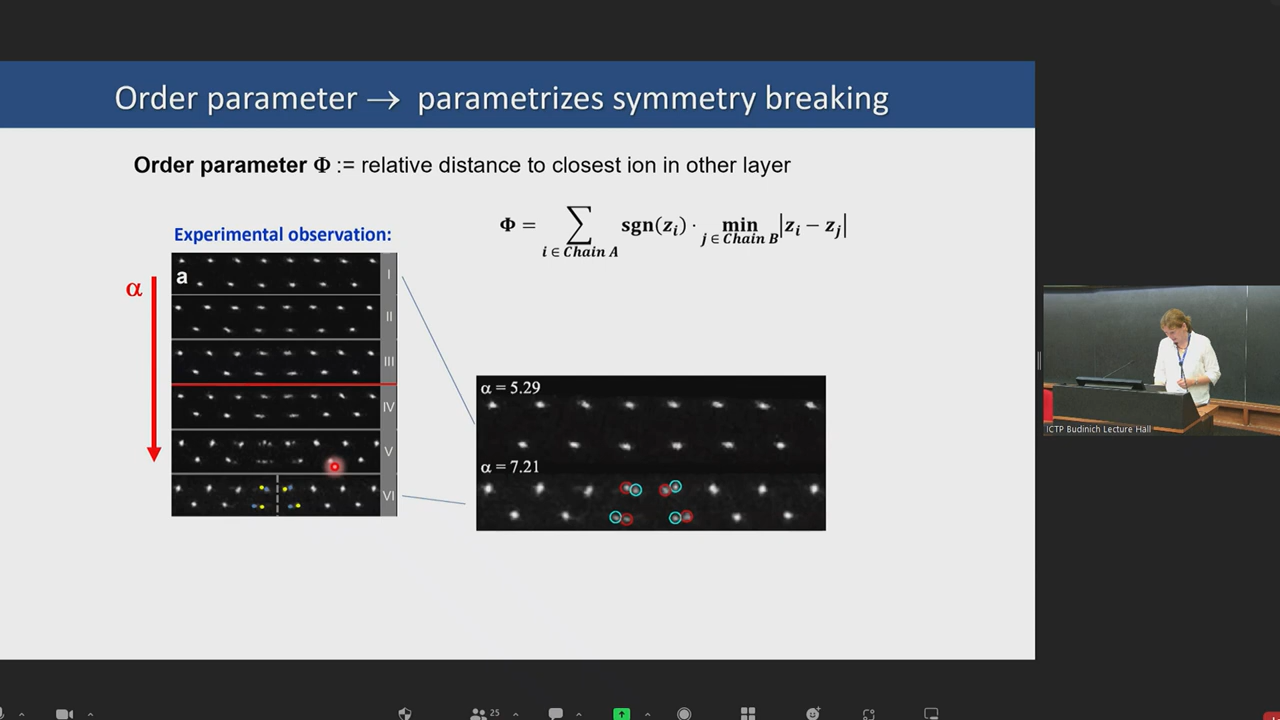 Order parameter → parametrizes symmetry breaking
Order parameter Φ := relative distance to closest ion in other layer
Φ = ∑ i ∈ Chain A sgn(z_i) · min j ∈ Chain B |z_i − z_j|
Experimental observation:
α
a
I
II
III
IV
V
VI
α = 5.29
α = 7.21
ICTP Budinich Lecture Hall
25